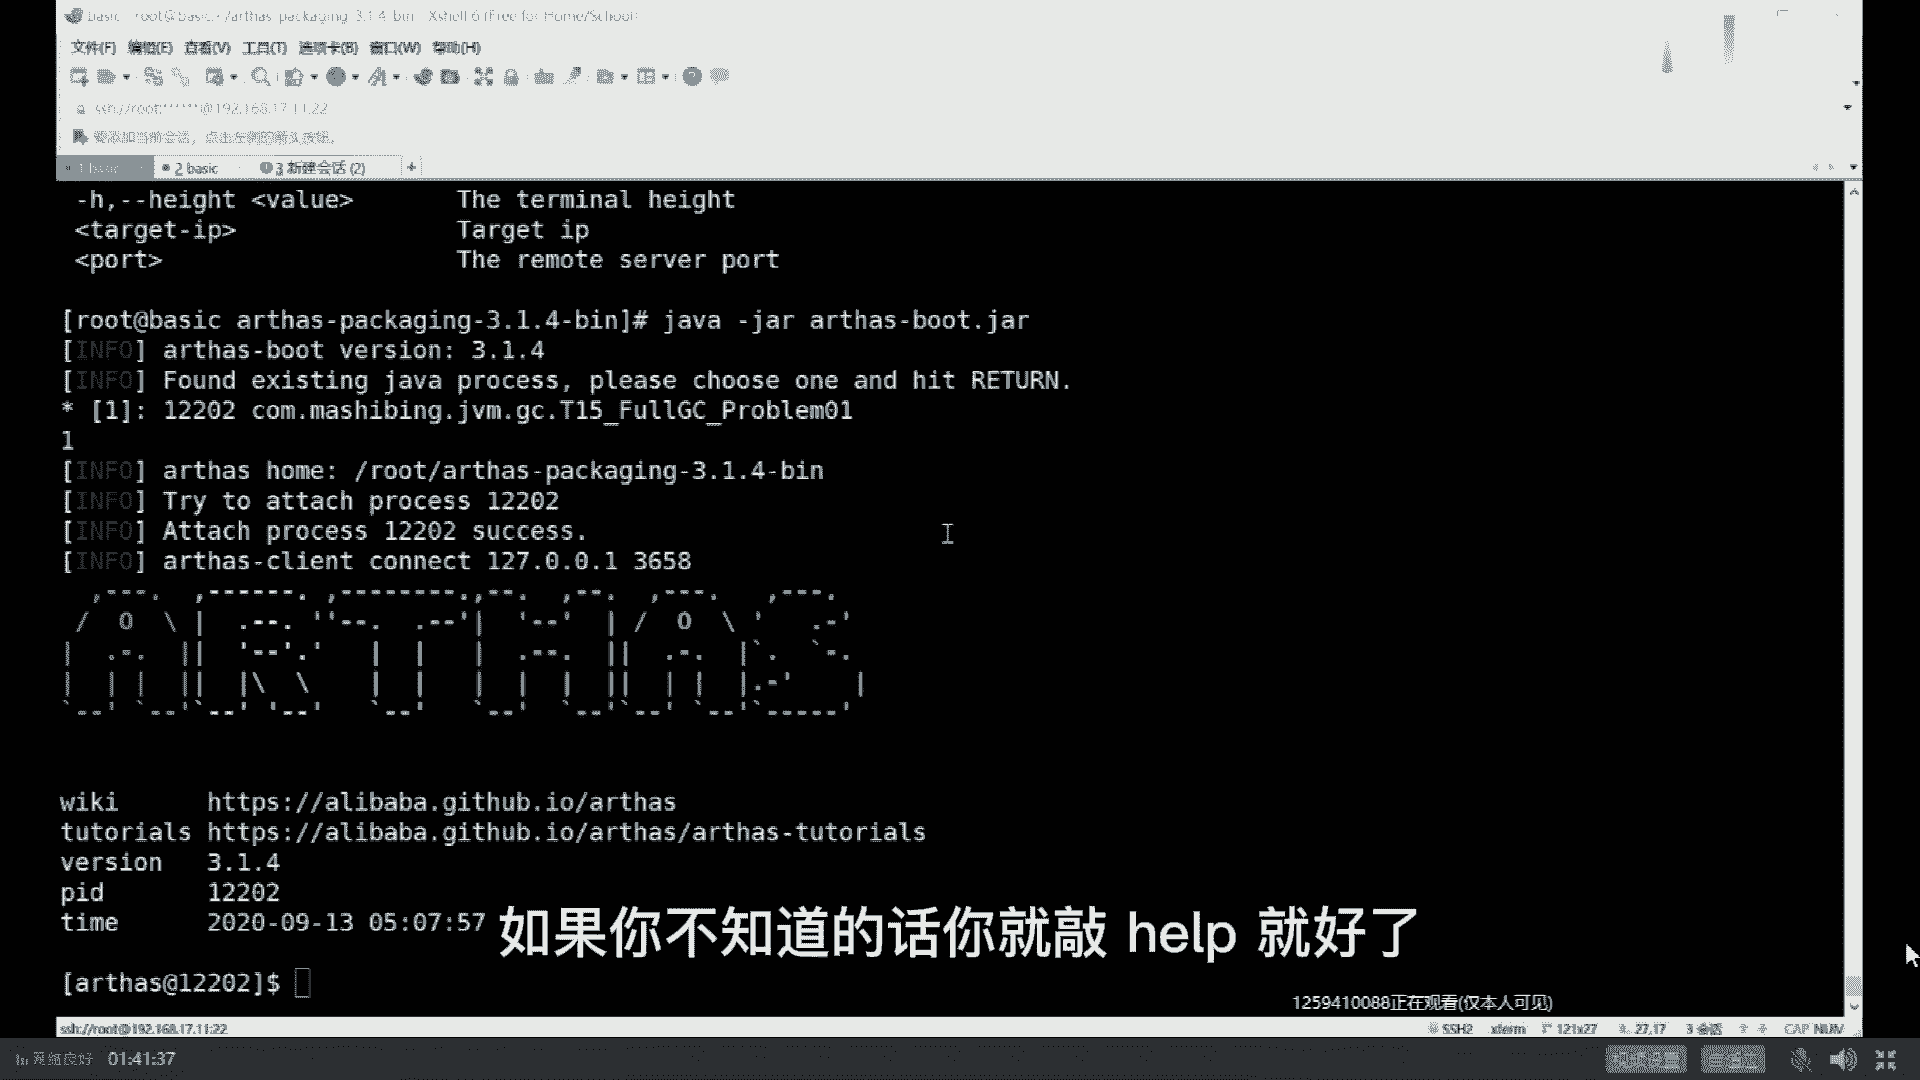 basic - root@basic:~/arthas-packaging-3.1.4-bin - Xshell 6 (Free for Home/School)
文件(F) 编辑(E) 查看(V) 工具(T) 选项卡(B) 窗口(W) 帮助(H)
ssh://root:******@192.168.17.11:22
要添加当前会话，点击左侧的箭头按钮。
1 basic
2 basic
3 新建会话 (2)
+
-h,--height <value> The terminal height
<target-ip> Target ip
<port> The remote server port
[root@basic arthas-packaging-3.1.4-bin]# java -jar arthas-boot.jar
[INFO] arthas-boot version: 3.1.4
[INFO] Found existing java process, please choose one and hit RETURN.
* [1]: 12202 com.mashibing.jvm.gc.T15_FullGC_Problem01
1
[INFO] arthas home: /root/arthas-packaging-3.1.4-bin
[INFO] Try to attach process 12202
[INFO] Attach process 12202 success.
[INFO] arthas-client connect 127.0.0.1 3658
ARTHAS
wiki https://alibaba.github.io/arthas
tutorials https://alibaba.github.io/arthas/arthas-tutorials
version 3.1.4
pid 12202
time 2020-09-13 05:07:57
如果你不知道的话你就敲 help 就好了
[arthas@12202]$
1259410088正在观看(仅本人可见)
ssh://root@192.168.17.11:22 SSH2 xterm 121x27 27,17 3 会话 CAP NUM
网络良好 01:41:37